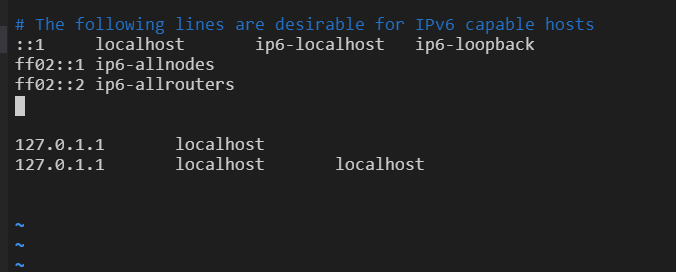 # The following lines are desirable for IPv6 capable hosts
::1     localhost       ip6-localhost   ip6-loopback
ff02::1 ip6-allnodes
ff02::2 ip6-allrouters
127.0.1.1       localhost
127.0.1.1       localhost       localhost
~
~
~